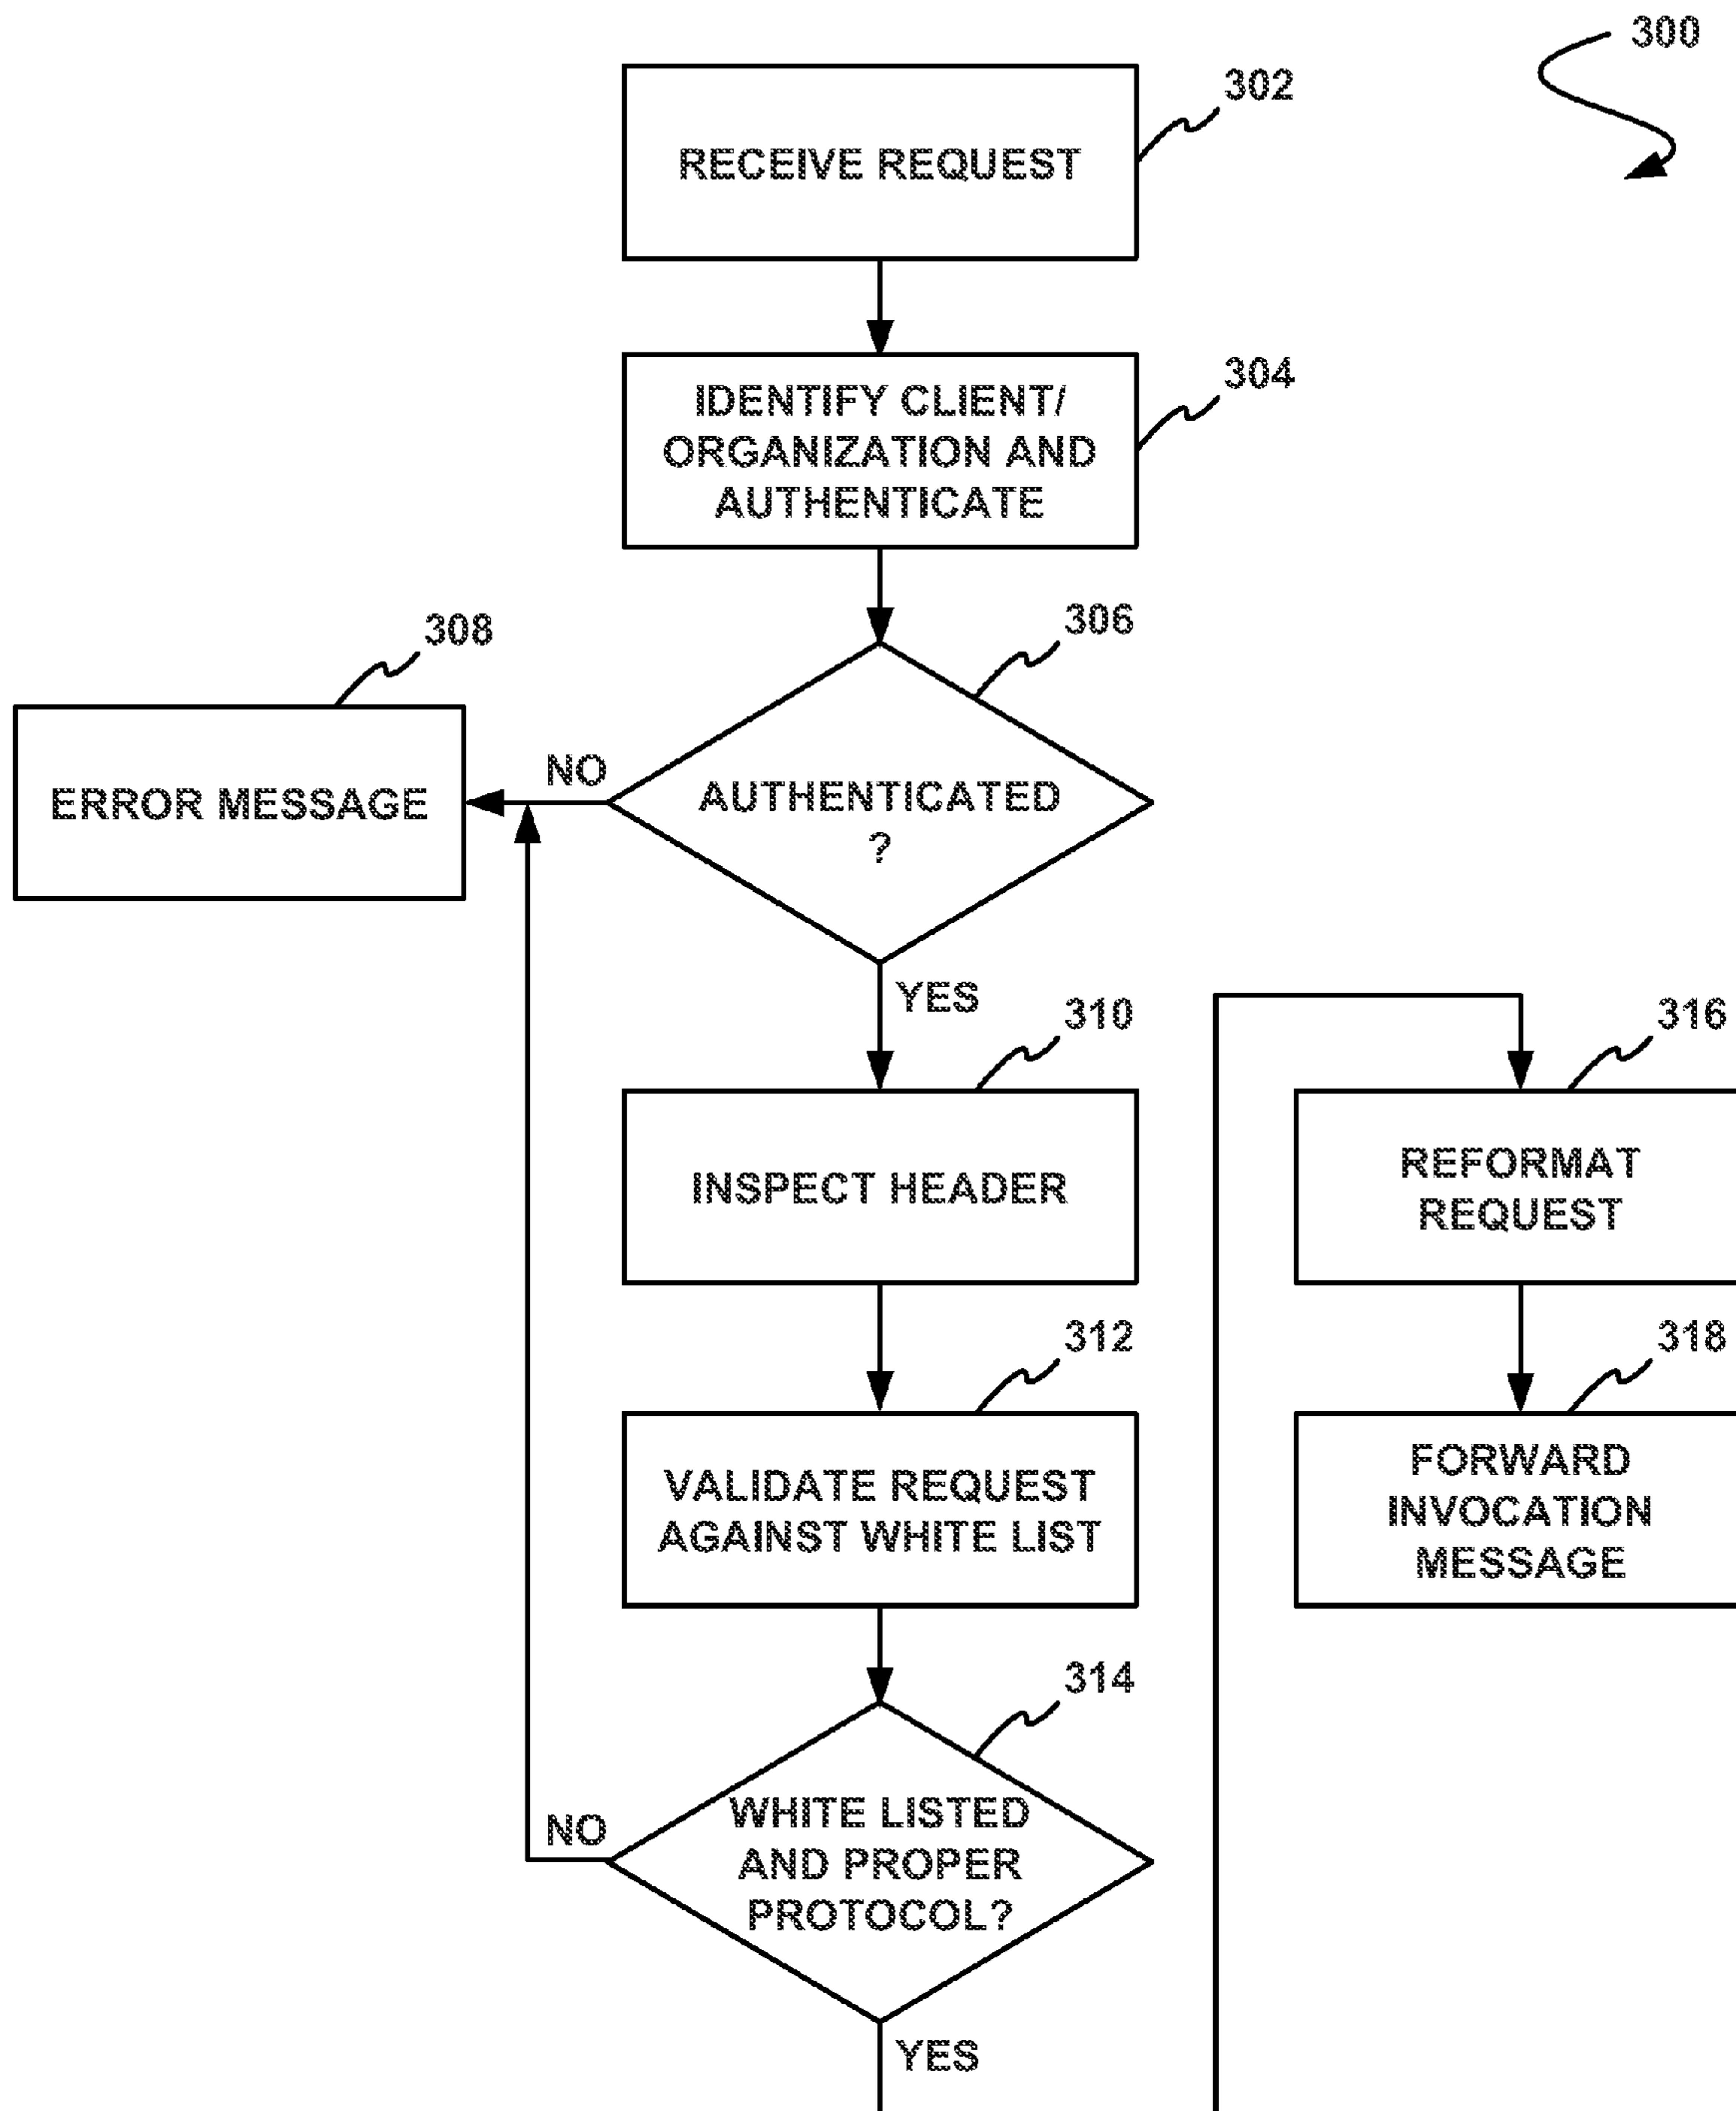 300
302
RECEIVE REQUEST
304
IDENTIFY CLIENT/
ORGANIZATION AND
AUTHENTICATE
306
308
NO
ERROR MESSAGE
AUTHENTICATED
?
YES
310
INSPECT HEADER
312
VALIDATE REQUEST
AGAINST WHITE LIST
314
NO
WHITE LISTED
AND PROPER
PROTOCOL?
YES
316
REFORMAT
REQUEST
318
FORWARD
INVOCATION
MESSAGE